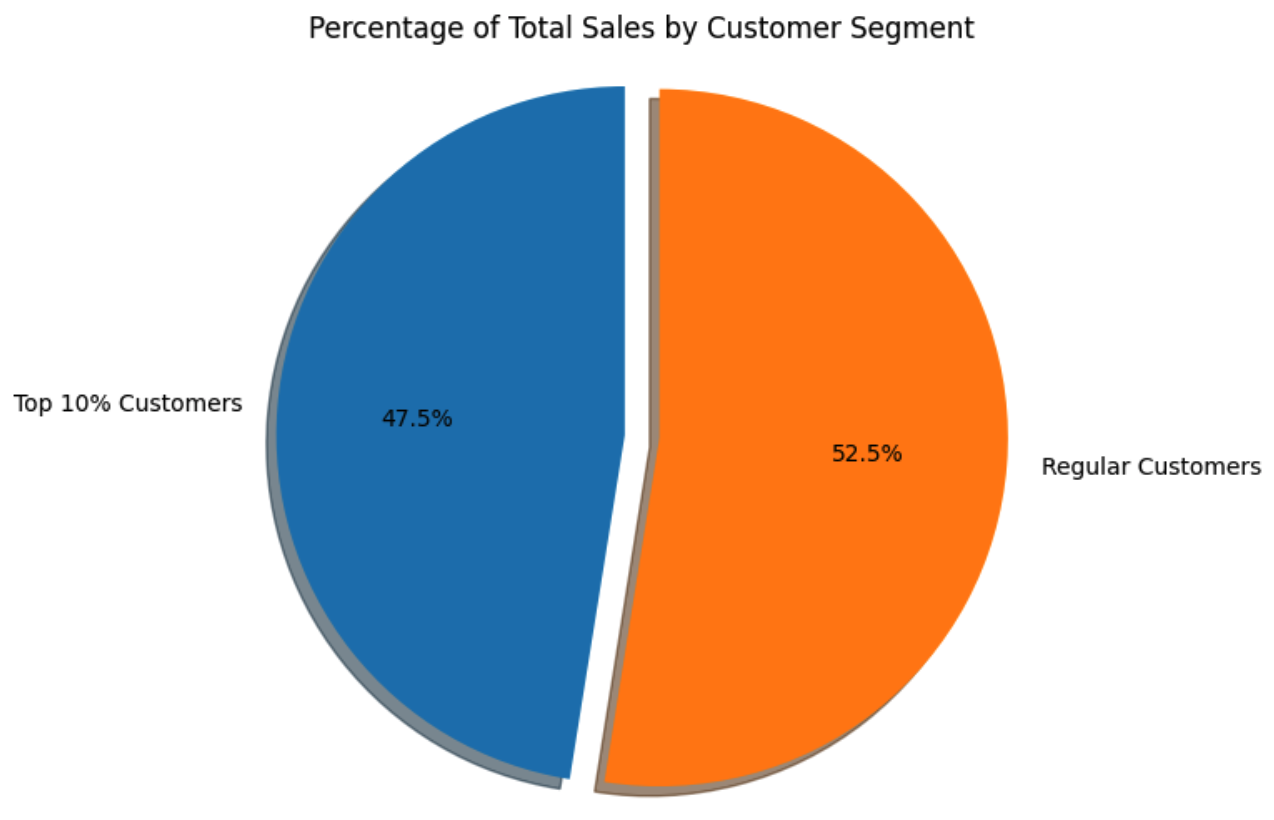 Percentage of Total Sales by Customer Segment
Top 10% Customers
47.5%
52.5%
Regular Customers